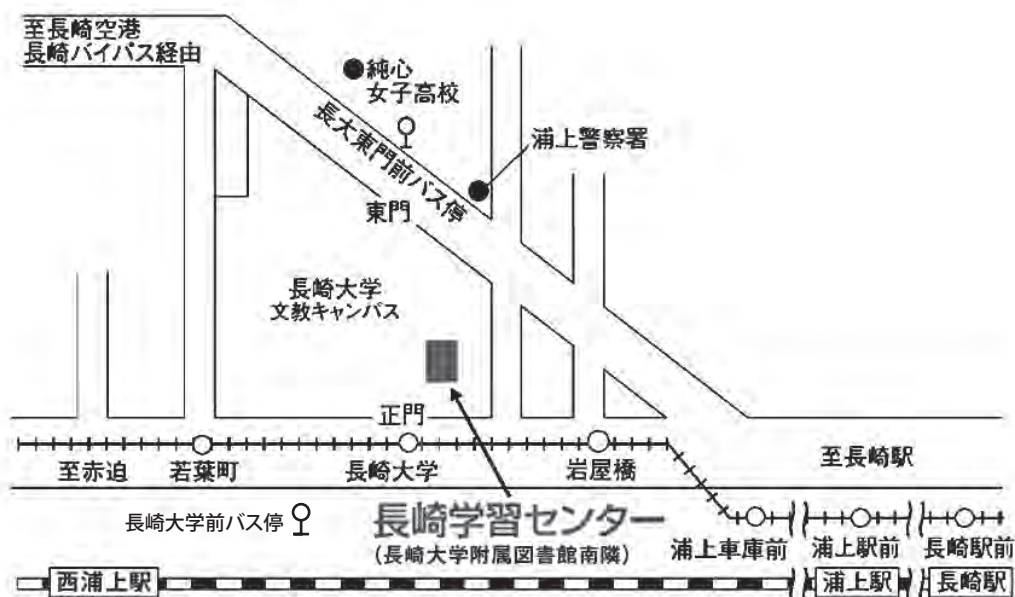 至長崎空港
長崎バイパス経由
純心
女子高校
長大東門前バス停
浦上警察署
東門
長崎大学
文教キャンパス
正門
至赤迫
若葉町
長崎大学
岩屋橋
至長崎駅
長崎大学前バス停
長崎学習センター
(長崎大学附属図書館南隣)
浦上車庫前
浦上駅前
長崎駅前
西浦上駅
浦上駅
長崎駅